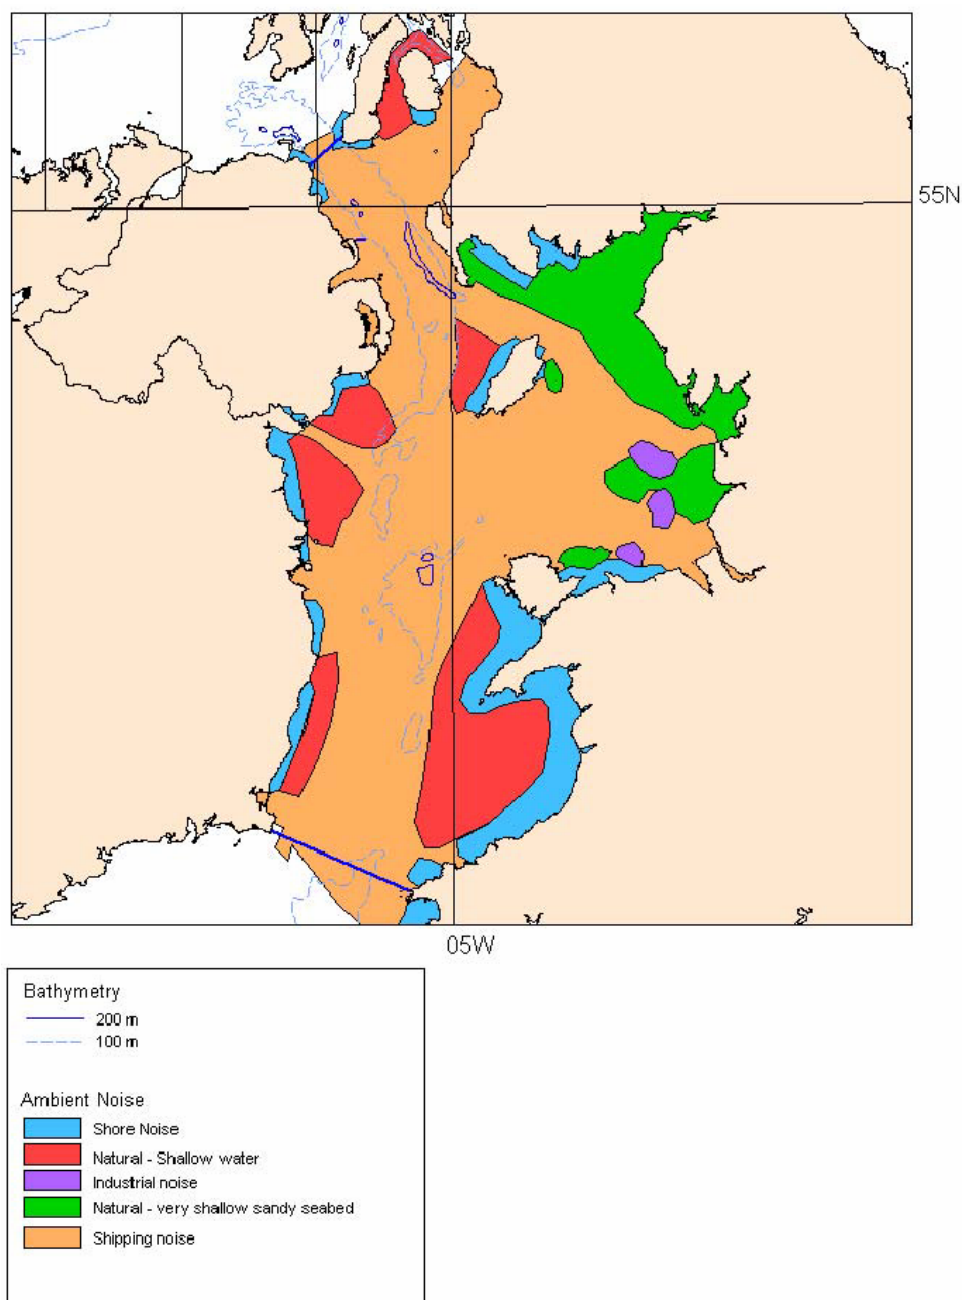 55N
05W
Bathymetry
200 m
100 m
Ambient Noise
Shore Noise
Natural - Shallow water
Industrial noise
Natural - very shallow sandy seabed
Shipping noise